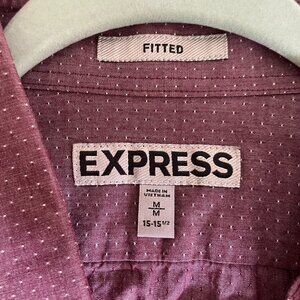 FITTED
EXPRESS
MADE IN
VIETNAM
M
M
15-15 1/2